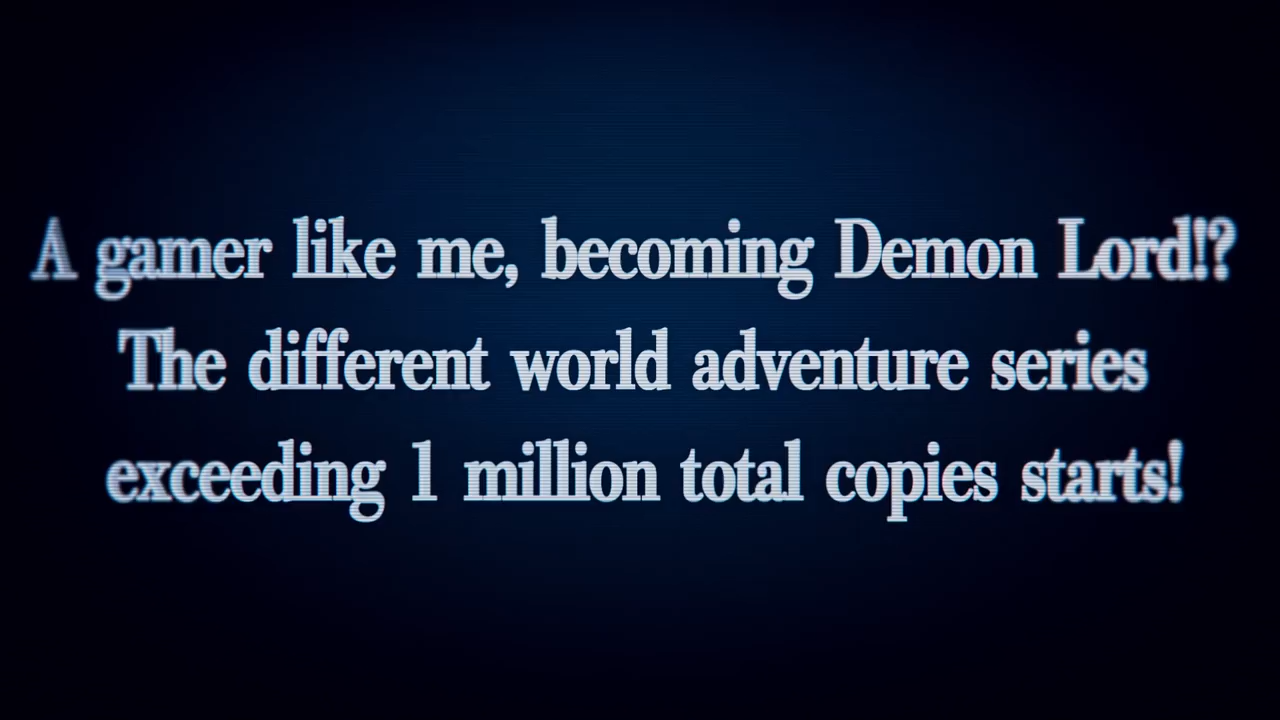 A gamer like me, becoming Demon Lord!?
The different world adventure series
exceeding 1 million total copies starts!